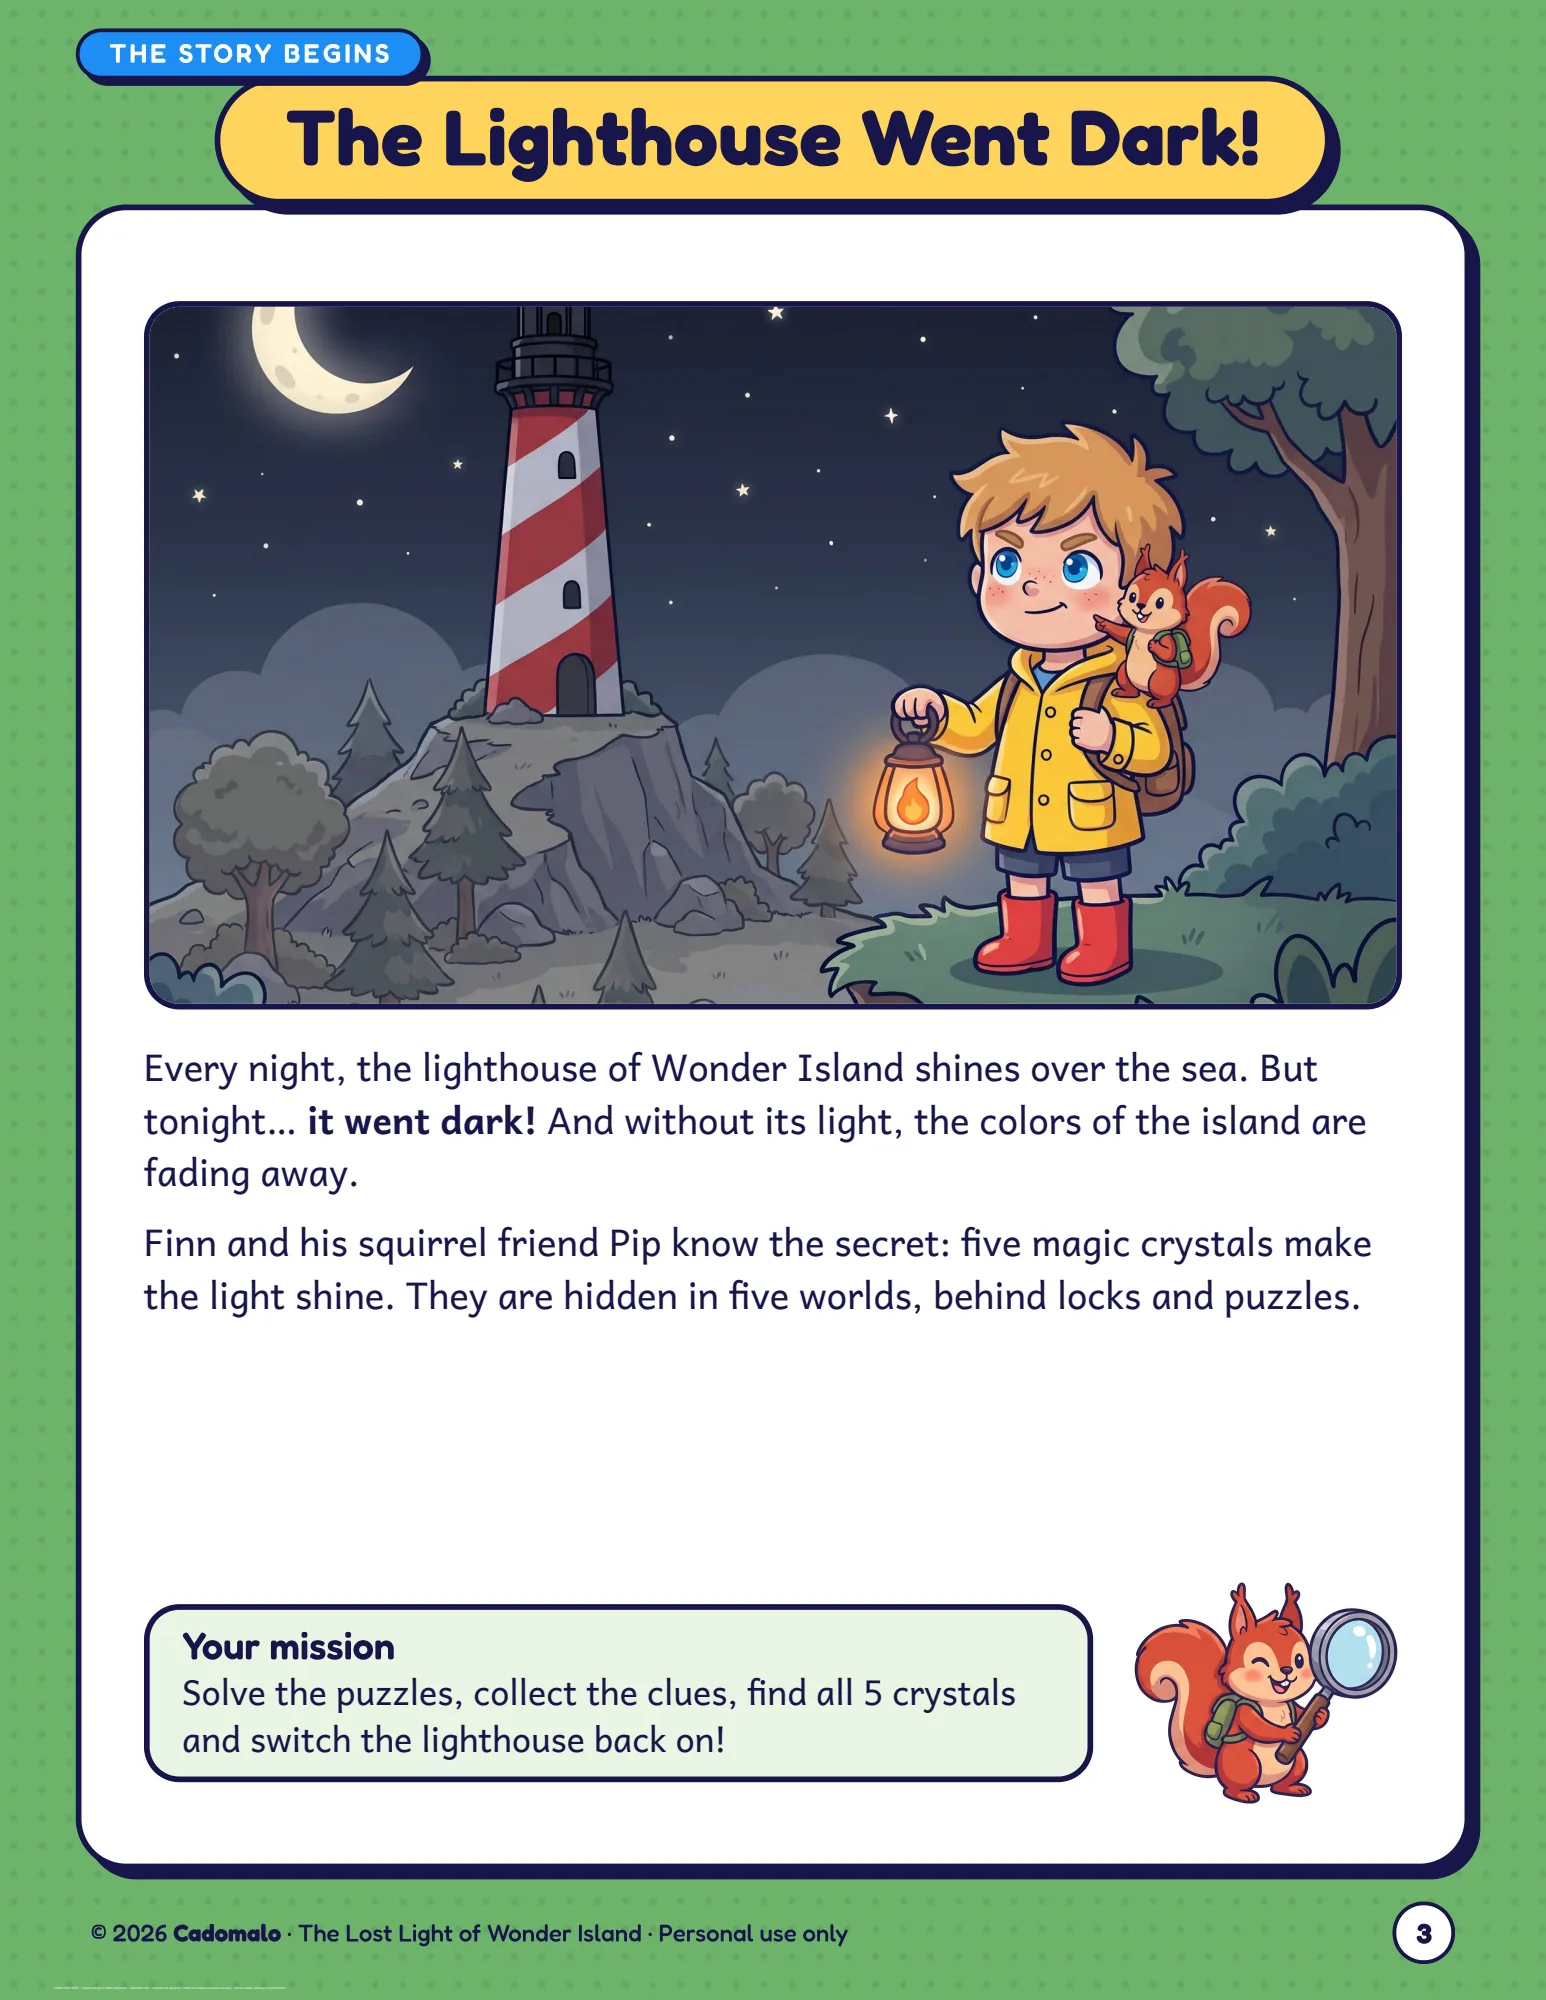 THE STORY BEGINS
The Lighthouse Went Dark!
Every night, the lighthouse of Wonder Island shines over the sea. But
tonight... it went dark! And without its light, the colors of the island are
fading away.
Finn and his squirrel friend Pip know the secret: five magic crystals make
the light shine. They are hidden in five worlds, behind locks and puzzles.
Your mission
Solve the puzzles, collect the clues, find all 5 crystals
and switch the lighthouse back on!
© 2026 Cadomalo · The Lost Light of Wonder Island · Personal use only
3